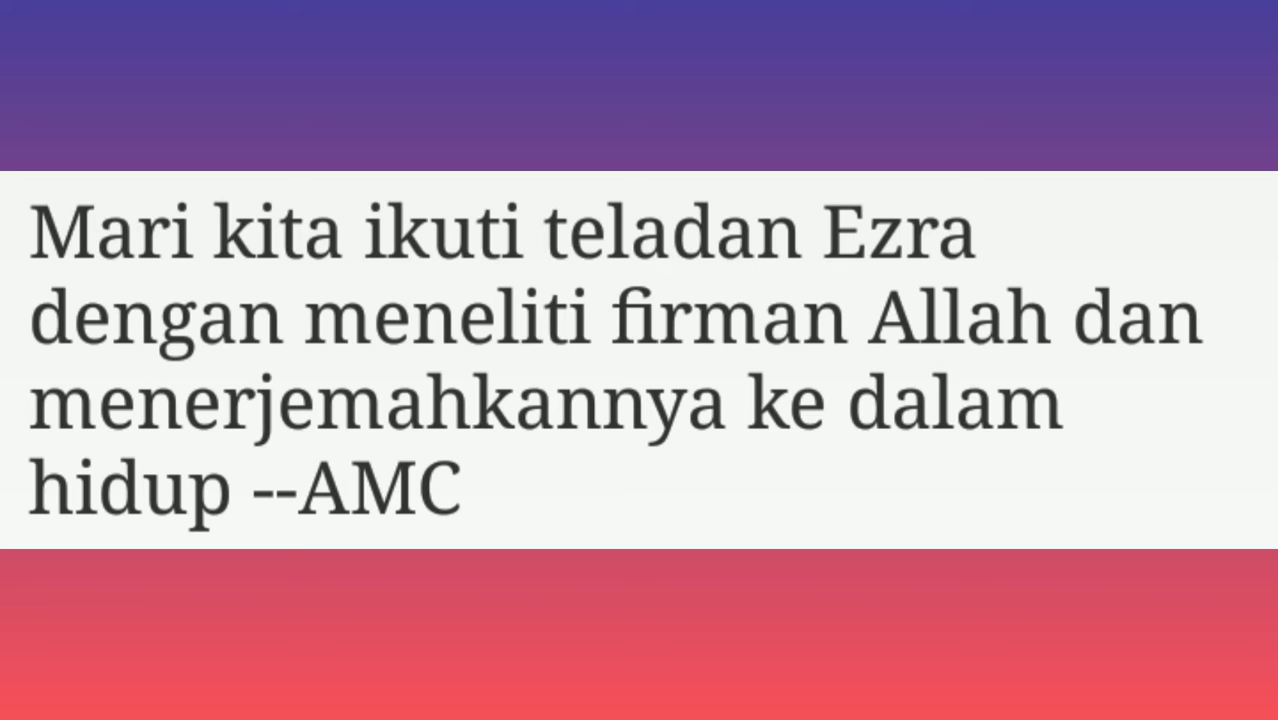 Mari kita ikuti teladan Ezra
dengan meneliti firman Allah dan
menerjemahkannya ke dalam
hidup --AMC